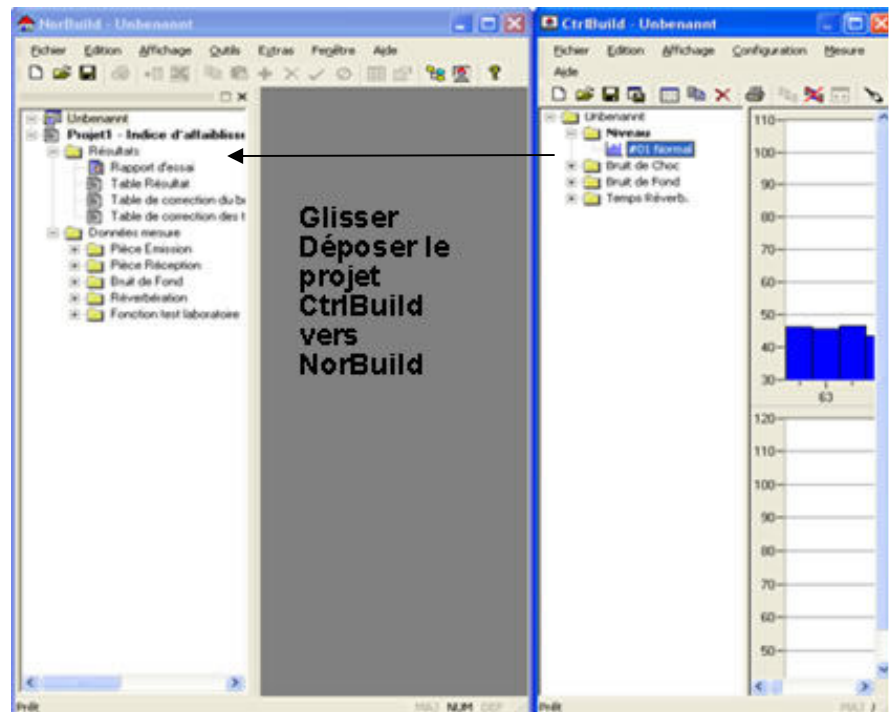 NorBuild - Unbenannt
Fichier Edition Affichage Outils Extras Fenêtre Aide
Unbenannt
Projet1 - Indice d'affaiblisse
Résultats
Rapport d'essai
Table Résultat
Table de correction du b
Table de correction des t
Données mesure
Pièce Emission
Pièce Réception
Bruit de Fond
Réverbération
Fonction test laboratoire
Prêt
MAJ NUM DEF
Glisser
Déposer le
projet
CtrlBuild
vers
NorBuild
CtrlBuild - Unbenannt
Fichier Edition Affichage Configuration Mesure
Aide
Unbenannt
Niveau
#01 Normal
Bruit de Choc
Bruit de Fond
Temps Réverb.
110
100
90
80
70
60
50
40
30
63
120
110
100
90
80
70
60
50
Prêt
MAJ